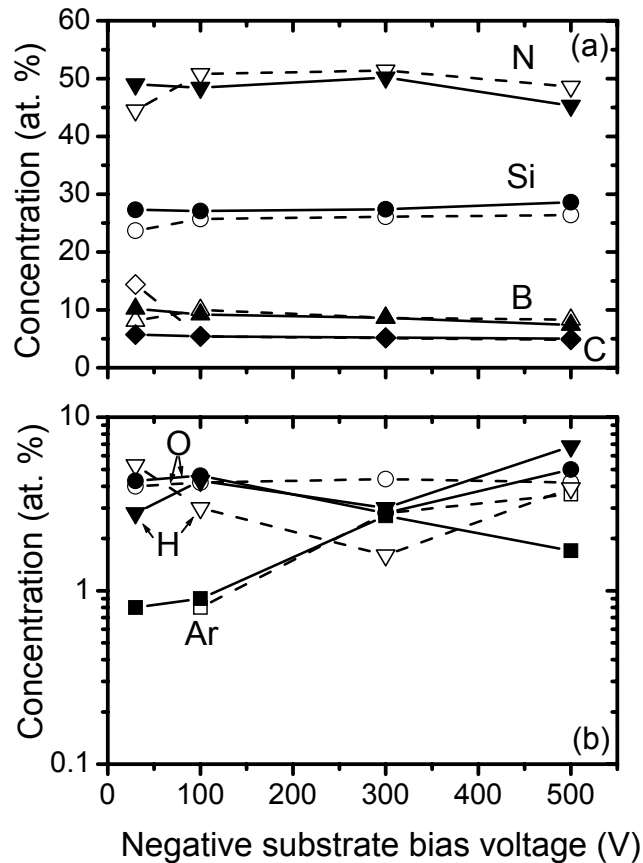 60
(a)
N
50
40
30
Si
20
B
10
C
0
Concentration (at. %)
10
O
H
1
Ar
0.1
(b)
Concentration (at. %)
0 100 200 300 400 500
Negative substrate bias voltage (V)